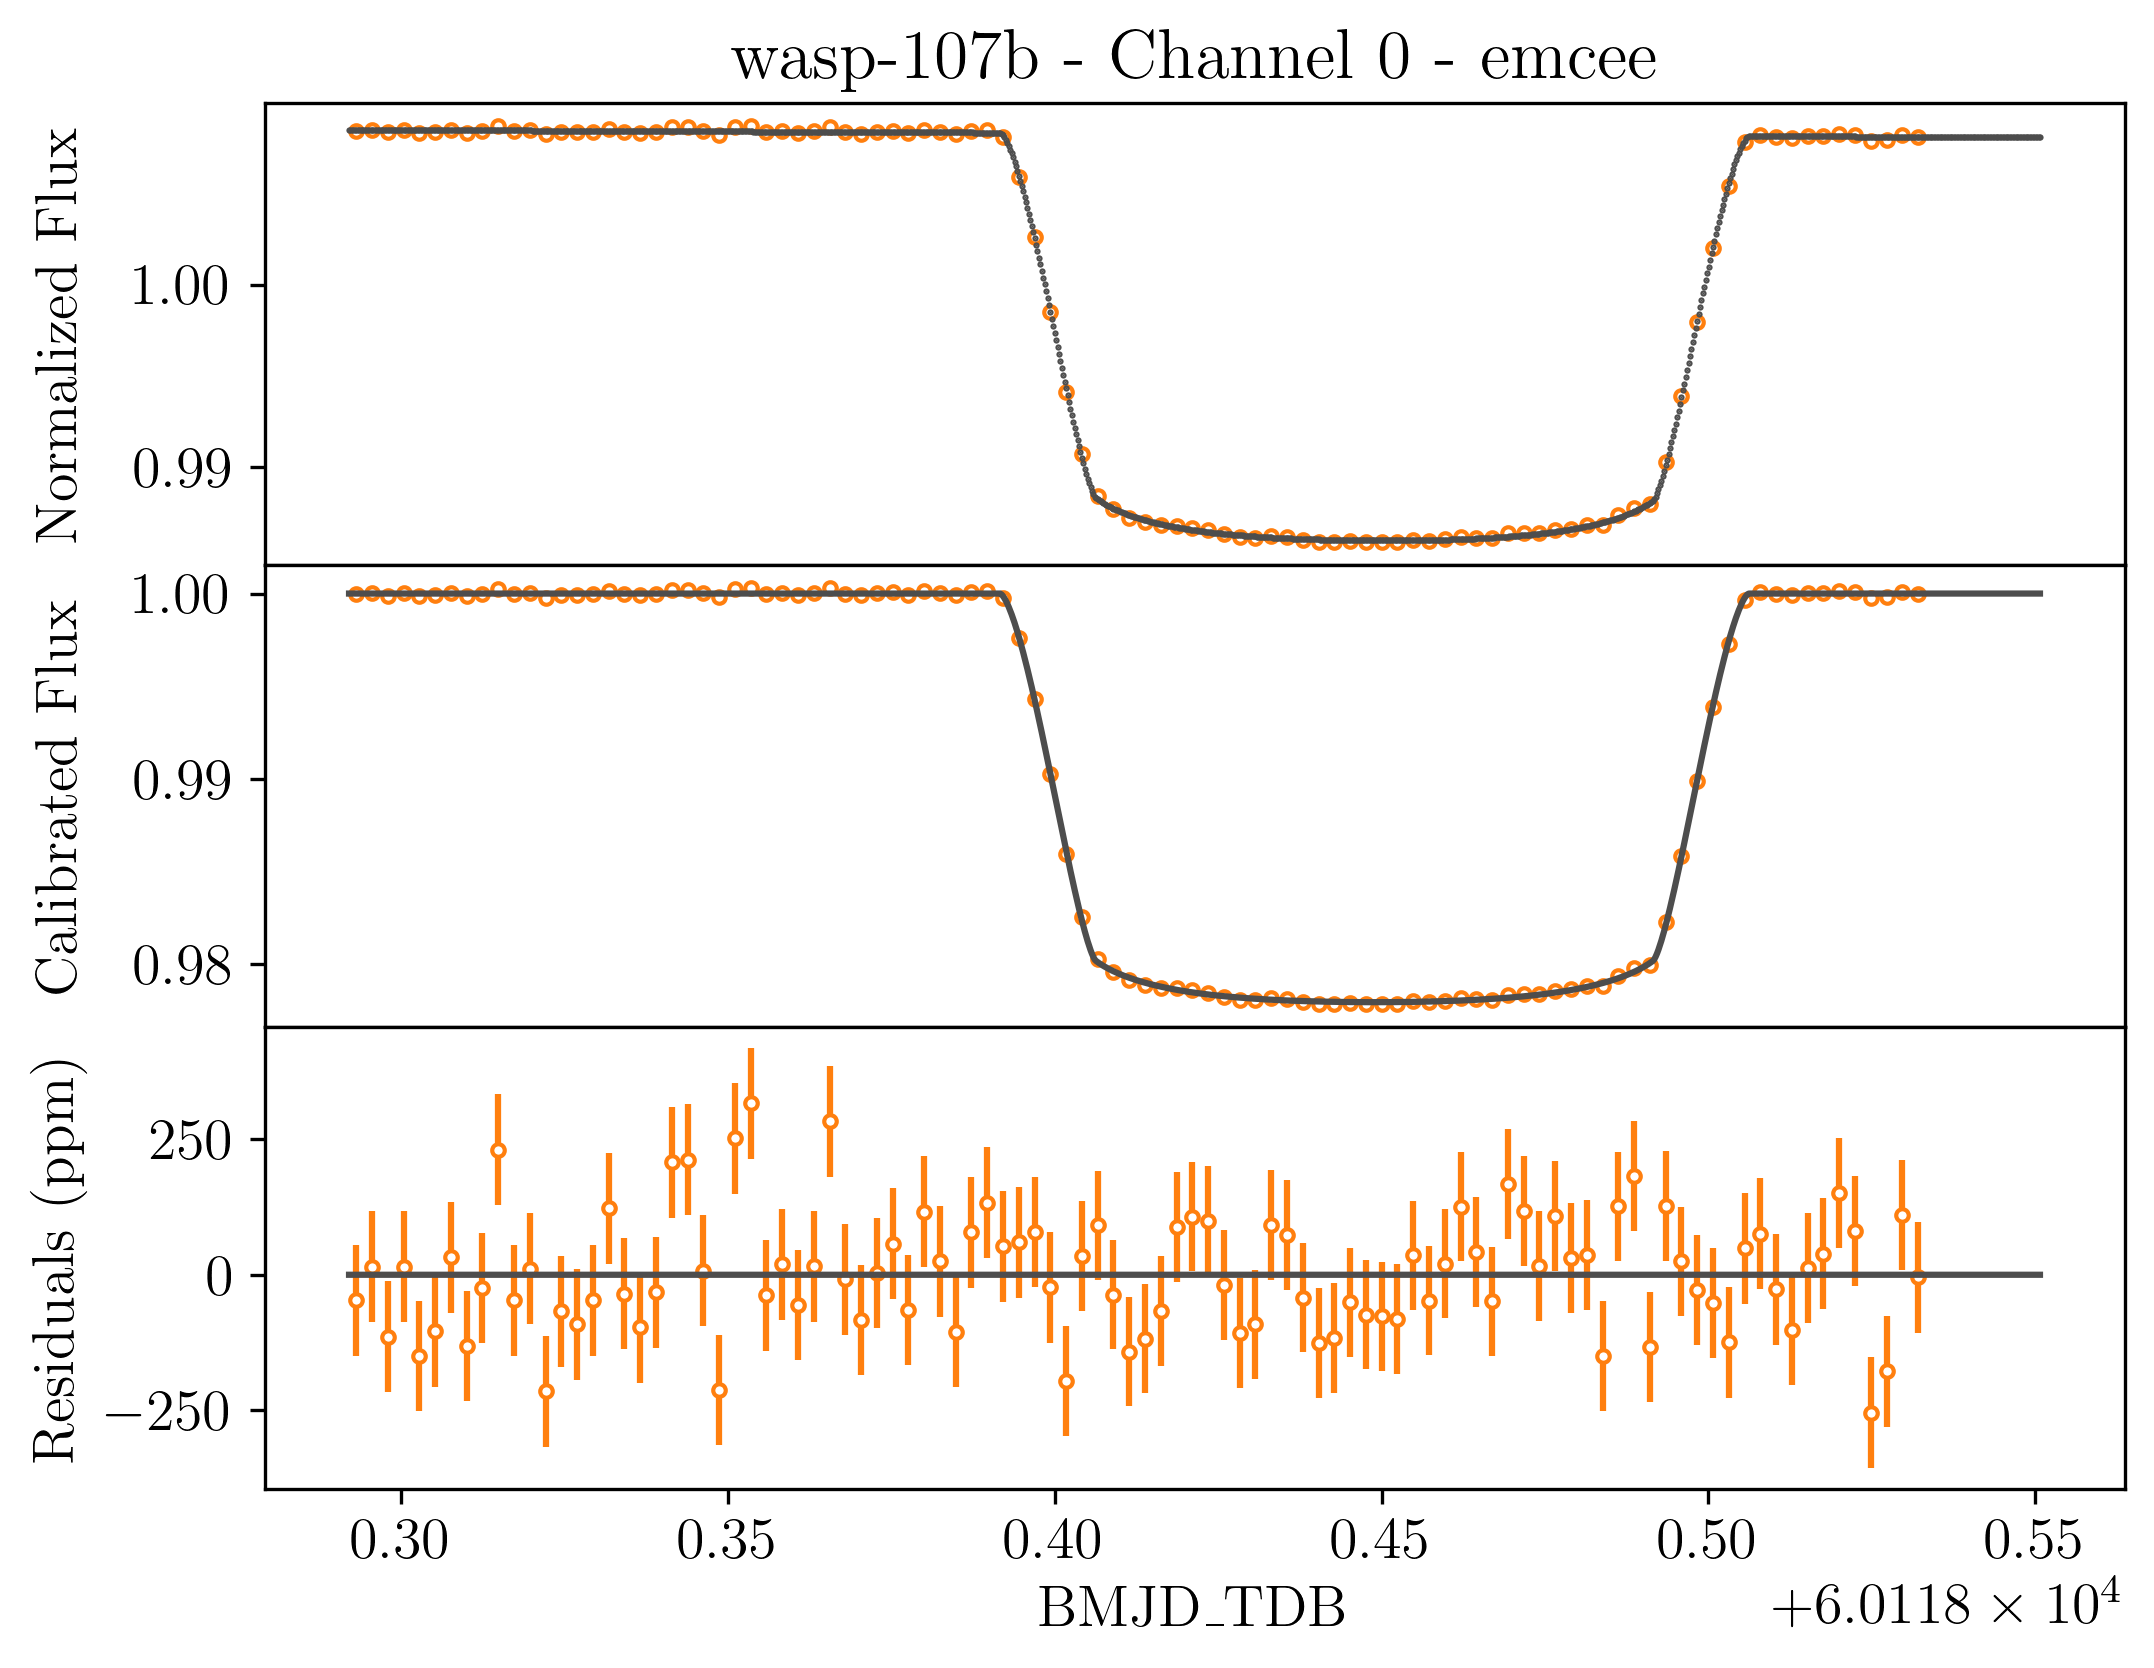 wasp-107b - Channel 0 - emcee
Normalized Flux
1.00
0.99
Calibrated Flux
1.00
0.99
0.98
Residuals (ppm)
250
0
−250
0.30 0.35 0.40 0.45 0.50 0.55
BMJD_TDB
+6.0118 × 10⁴